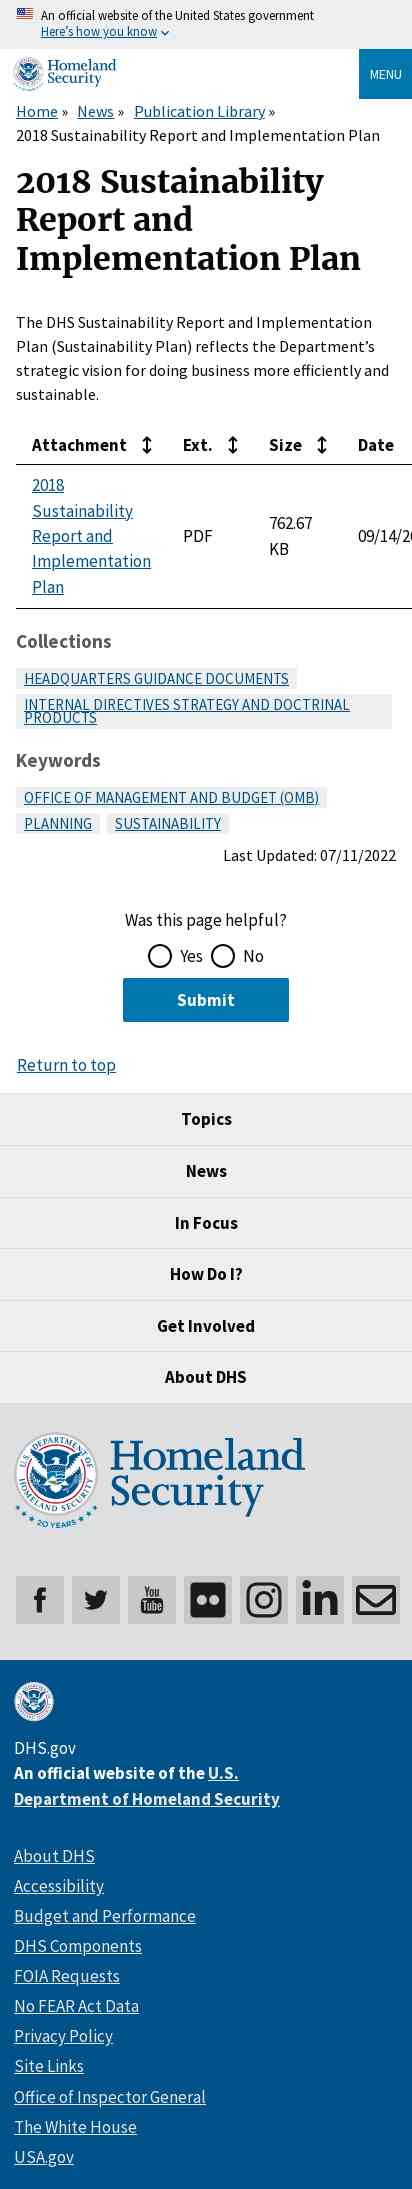 An official website of the United States government
Here's how you know
Homeland
Security
MENU
Home » News » Publication Library »
2018 Sustainability Report and Implementation Plan
2018 Sustainability
Report and
Implementation Plan
The DHS Sustainability Report and Implementation
Plan (Sustainability Plan) reflects the Department's
strategic vision for doing business more efficiently and
sustainable.
Attachment Ext. Size Date
2018
Sustainability
Report and
Implementation
Plan
PDF
762.67
KB
09/14/20
Collections
HEADQUARTERS GUIDANCE DOCUMENTS
INTERNAL DIRECTIVES STRATEGY AND DOCTRINAL
PRODUCTS
Keywords
OFFICE OF MANAGEMENT AND BUDGET (OMB)
PLANNING SUSTAINABILITY
Last Updated: 07/11/2022
Was this page helpful?
Yes No
Submit
Return to top
Topics
News
In Focus
How Do I?
Get Involved
About DHS
U.S. DEPARTMENT OF
HOMELAND SECURITY
20 YEARS
Homeland
Security
f
You
Tube
in
DHS.gov
An official website of the U.S.
Department of Homeland Security
About DHS
Accessibility
Budget and Performance
DHS Components
FOIA Requests
No FEAR Act Data
Privacy Policy
Site Links
Office of Inspector General
The White House
USA.gov